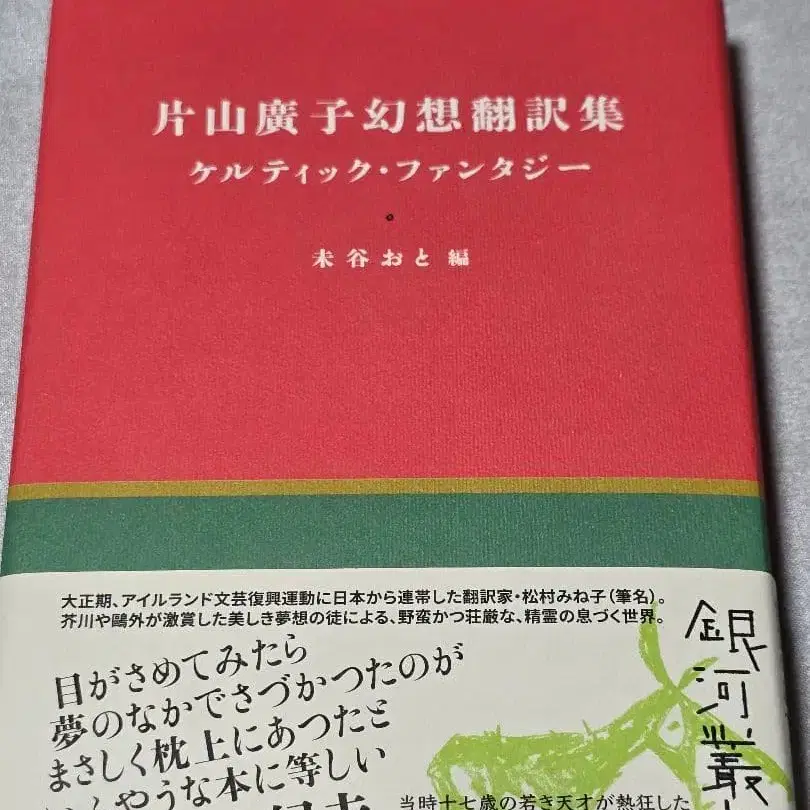 片山廣子幻想翻訳集
ケルティック・ファンタジー
未谷おと編
大正期、アイルランド文芸復興運動に日本から連帯した翻訳家・松村みね子(筆名)。
芥川や鷗外が激賞した美しき夢想の徒による、野蛮かつ荘厳な、精霊の息づく世界。
目がさめてみたら
夢のなかでさづかつたのが
まさしく枕上にあつたと
やうな本に等しい
銀河叢
当時十七歳の若き天才が熱狂した